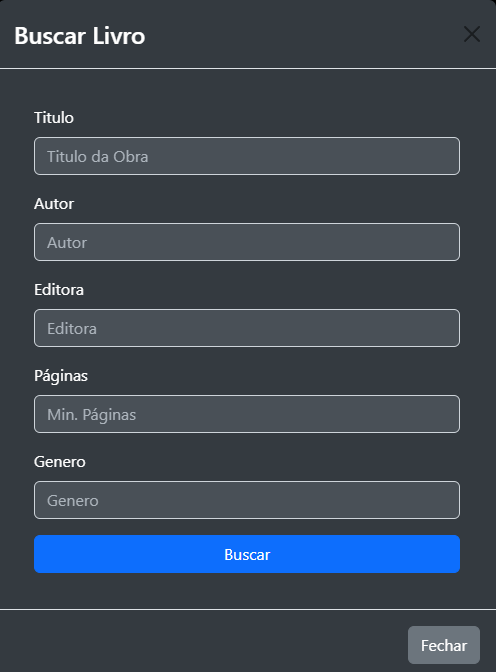 Buscar Livro
Titulo
Titulo da Obra
Autor
Autor
Editora
Editora
Páginas
Min. Páginas
Genero
Genero
Buscar
Fechar